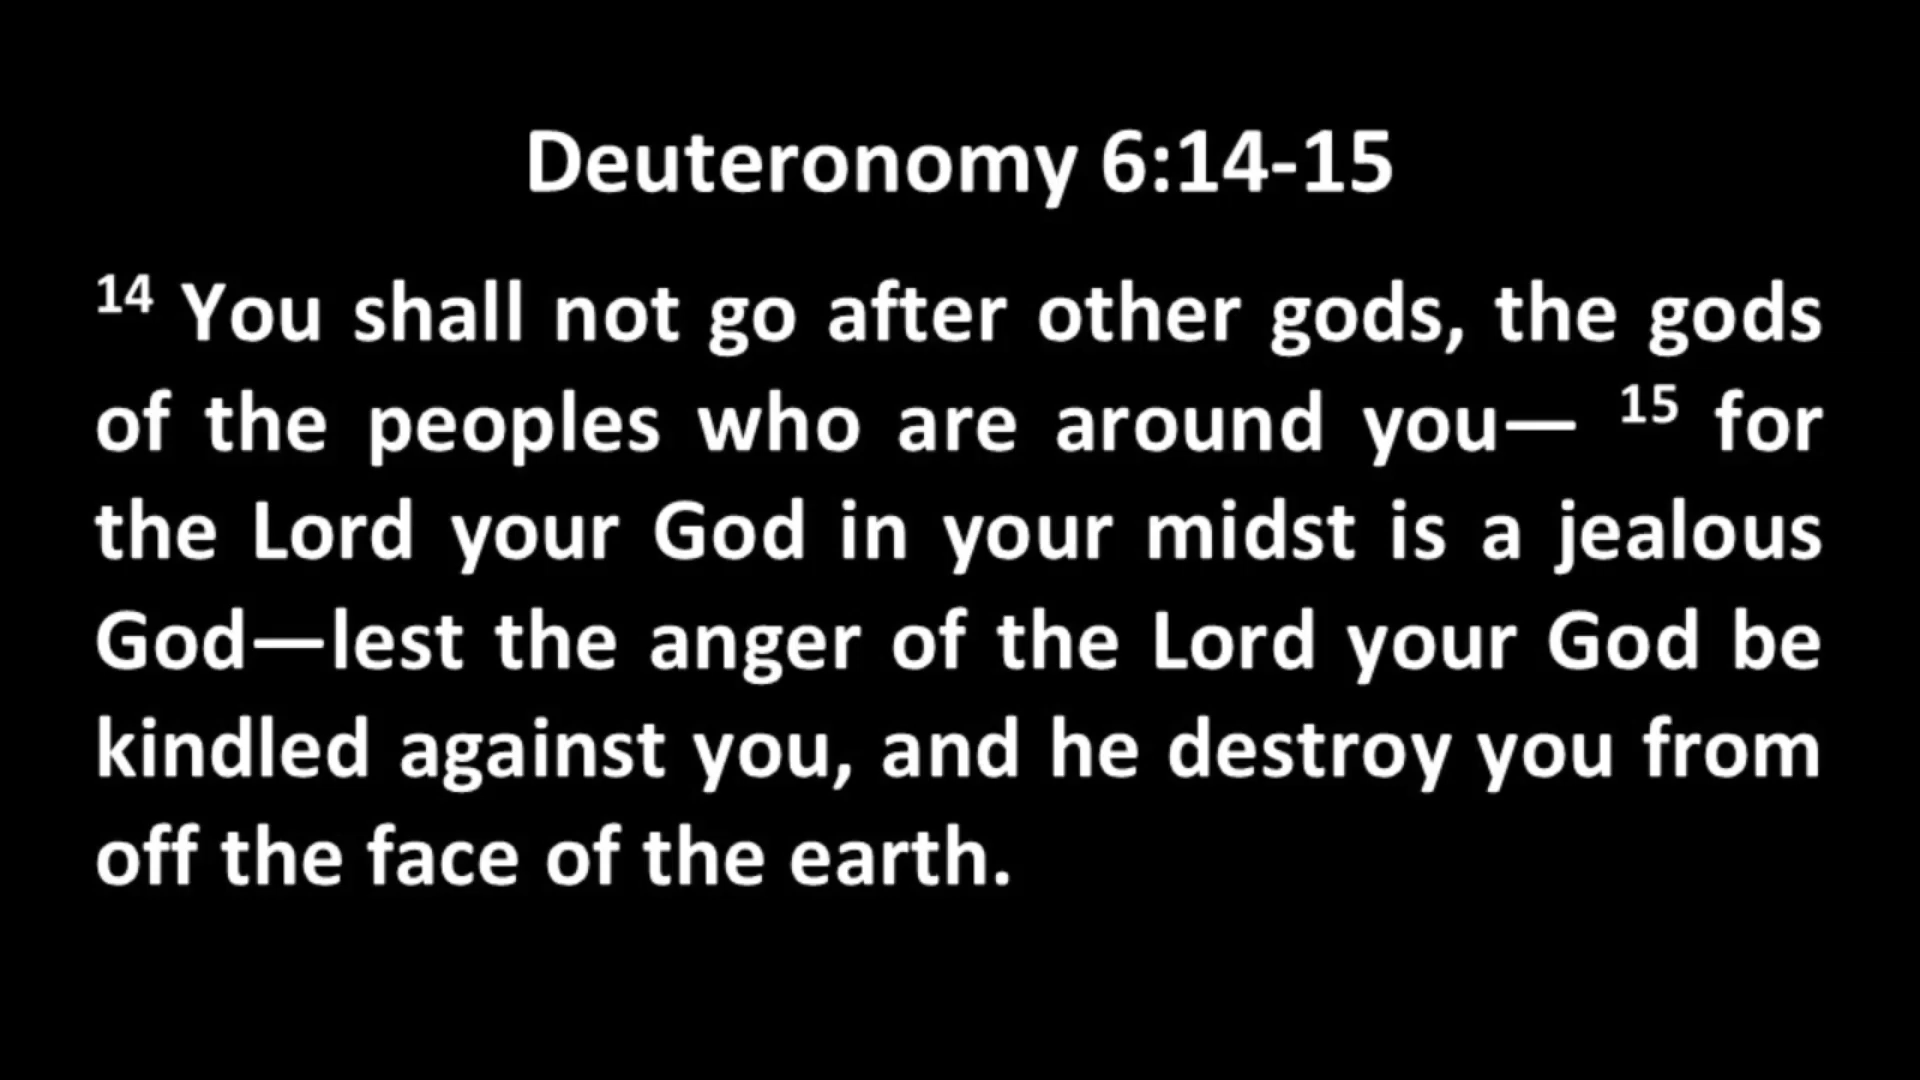 Deuteronomy 6:14-15
14 You shall not go after other gods, the gods
of the peoples who are around you— 15 for
the Lord your God in your midst is a jealous
God—lest the anger of the Lord your God be
kindled against you, and he destroy you from
off the face of the earth.